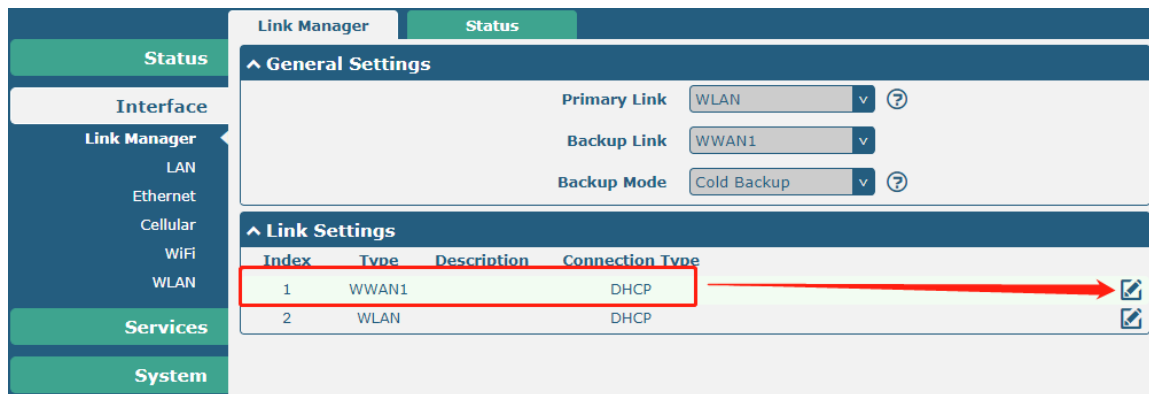 Link Manager Status
Status
Interface
Link Manager
LAN
Ethernet
Cellular
WiFi
WLAN
Services
System
General Settings
Primary Link WLAN v ?
Backup Link WWAN1 v
Backup Mode Cold Backup v ?
Link Settings
Index Type Description Connection Type
1 WWAN1 DHCP
2 WLAN DHCP